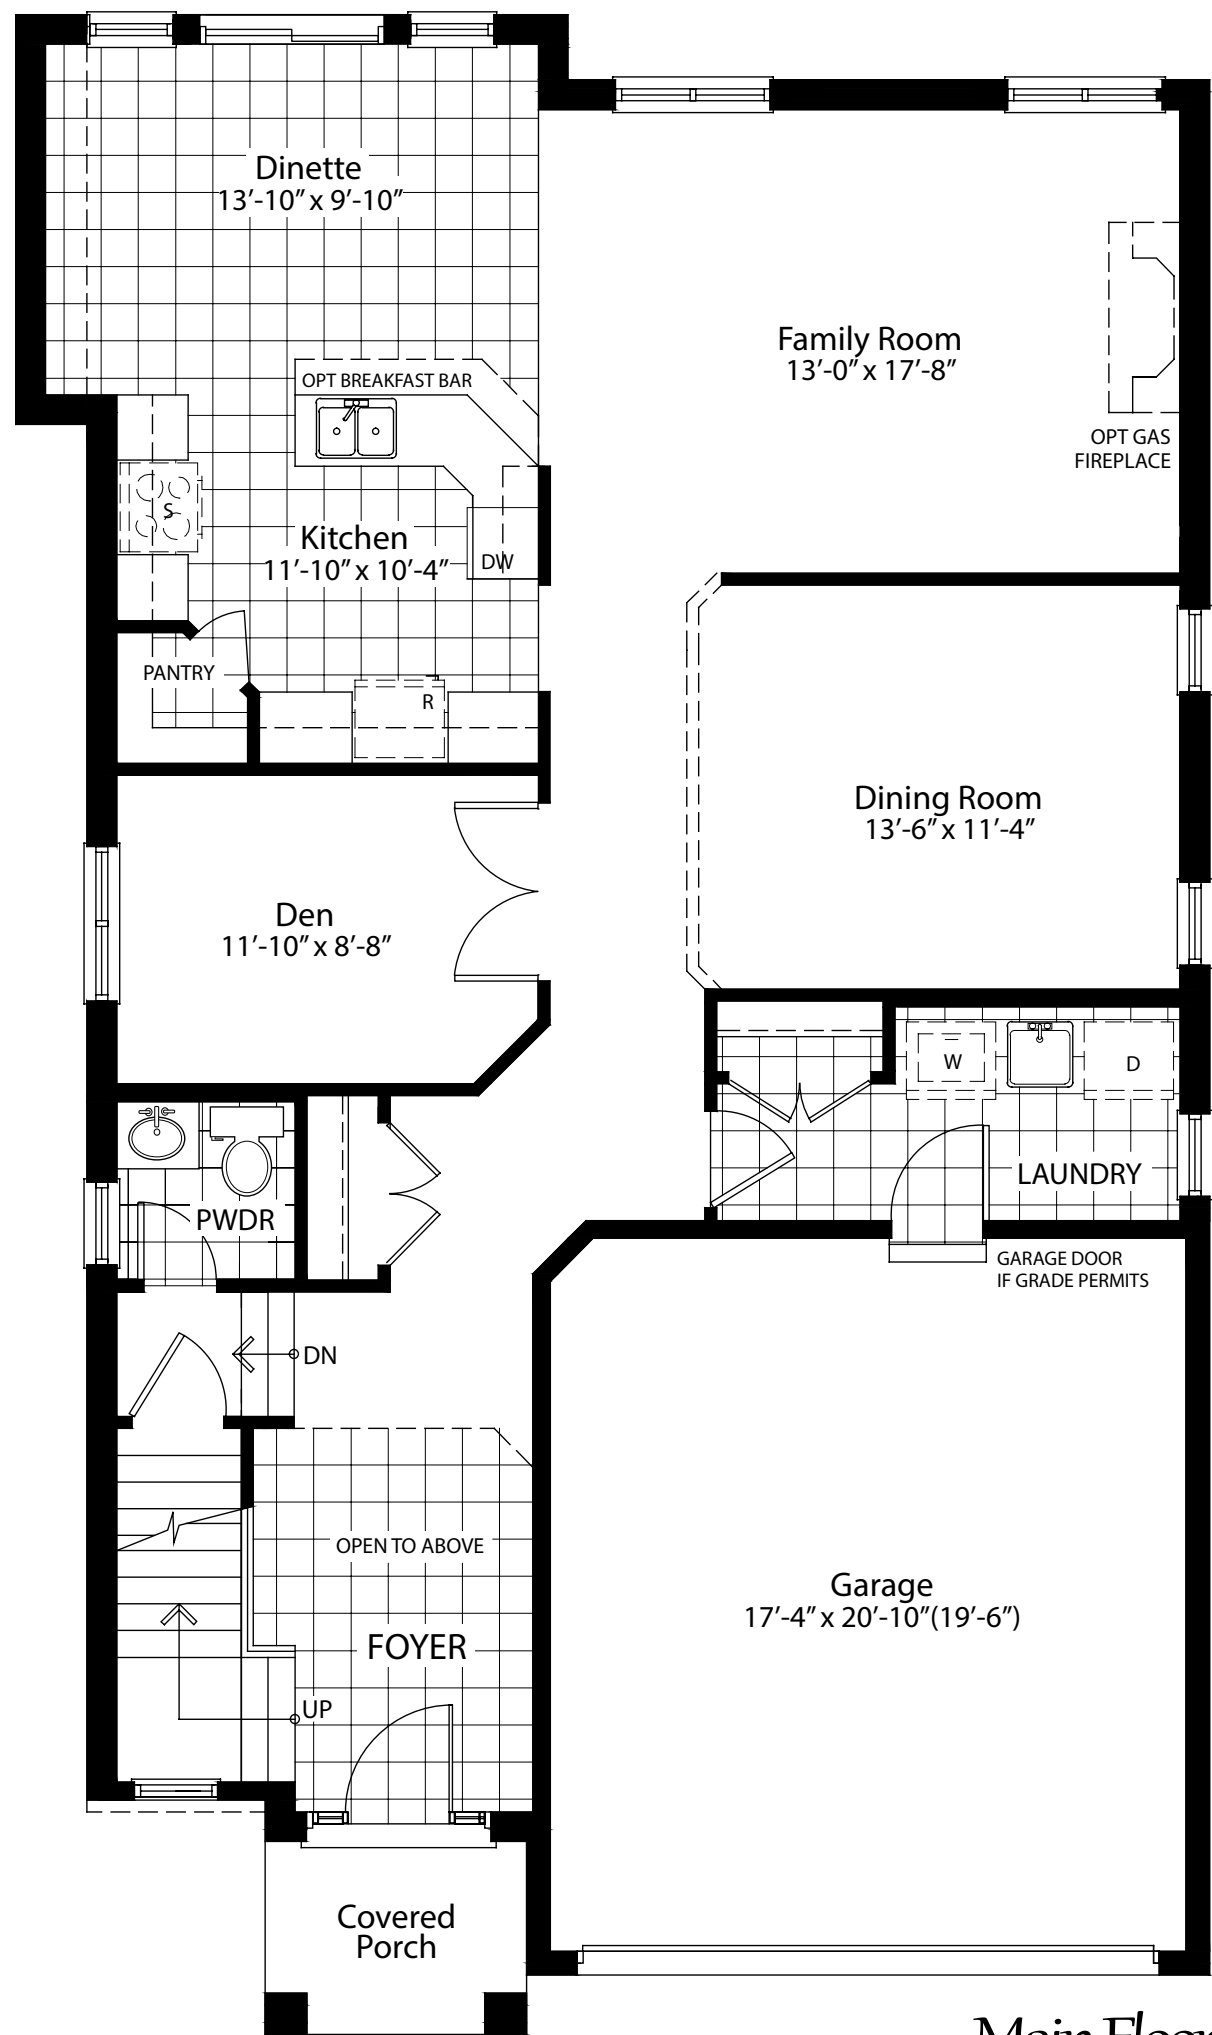 Dinette
13'-10" x 9'-10"
Family Room
13'-0" x 17'-8"
OPT BREAKFAST BAR
OPT GAS
FIREPLACE
S
Kitchen
11'-10" x 10'-4"
DW
PANTRY
R
Dining Room
13'-6" x 11'-4"
Den
11'-10" x 8'-8"
W
D
LAUNDRY
PWDR
GARAGE DOOR
IF GRADE PERMITS
DN
OPEN TO ABOVE
Garage
17'-4" x 20'-10"(19'-6")
FOYER
UP
Covered
Porch
Main Floor